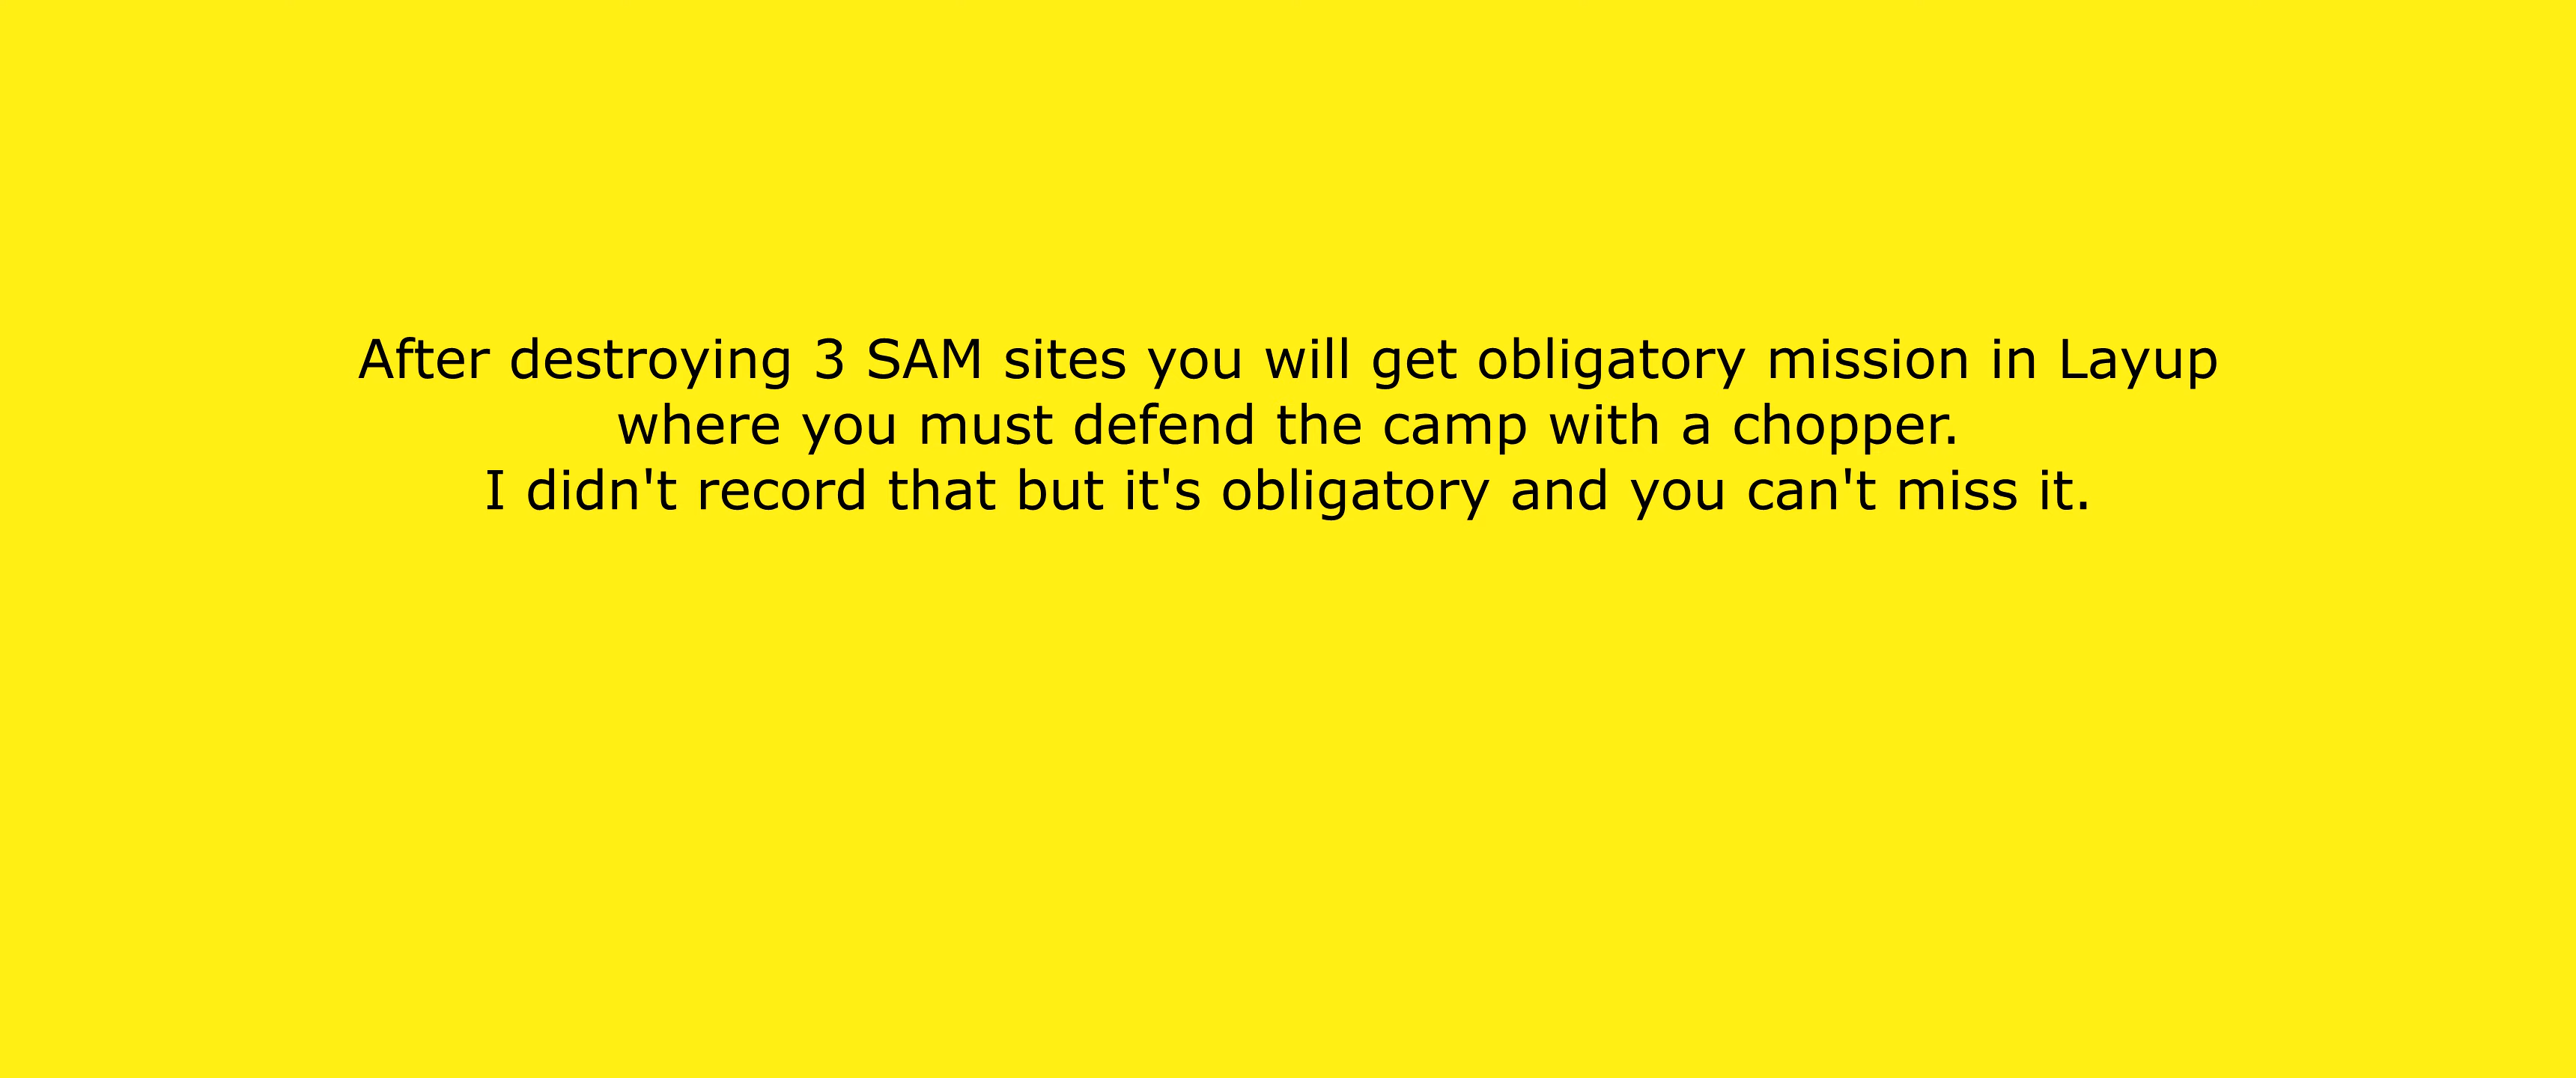 After destroying 3 SAM sites you will get obligatory mission in Layup
where you must defend the camp with a chopper.
I didn't record that but it's obligatory and you can't miss it.